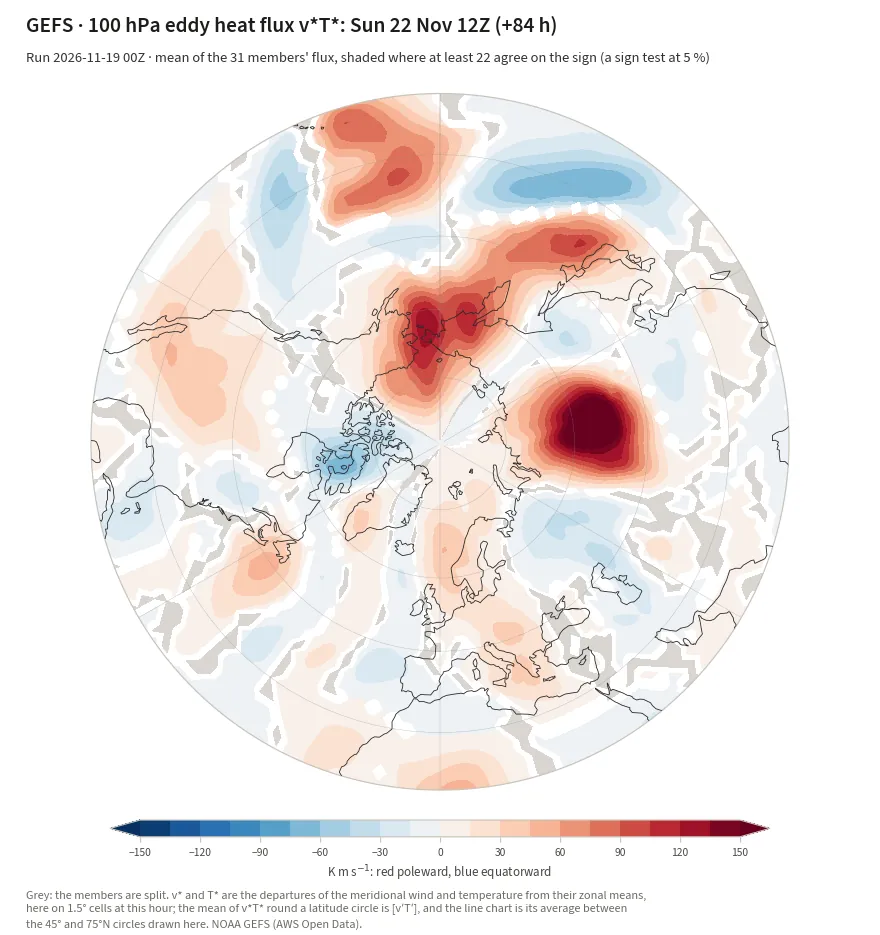 GEFS · 100 hPa eddy heat flux v*T*: Sun 22 Nov 12Z (+84 h)
Run 2026-11-19 00Z · mean of the 31 members' flux, shaded where at least 22 agree on the sign (a sign test at 5 %)
−150 −120 −90 −60 −30 0 30 60 90 120 150
K m s⁻¹: red poleward, blue equatorward
Grey: the members are split. v* and T* are the departures of the meridional wind and temperature from their zonal means,
here on 1.5° cells at this hour; the mean of v*T* round a latitude circle is [v'T'], and the line chart is its average between
the 45° and 75°N circles drawn here. NOAA GEFS (AWS Open Data).